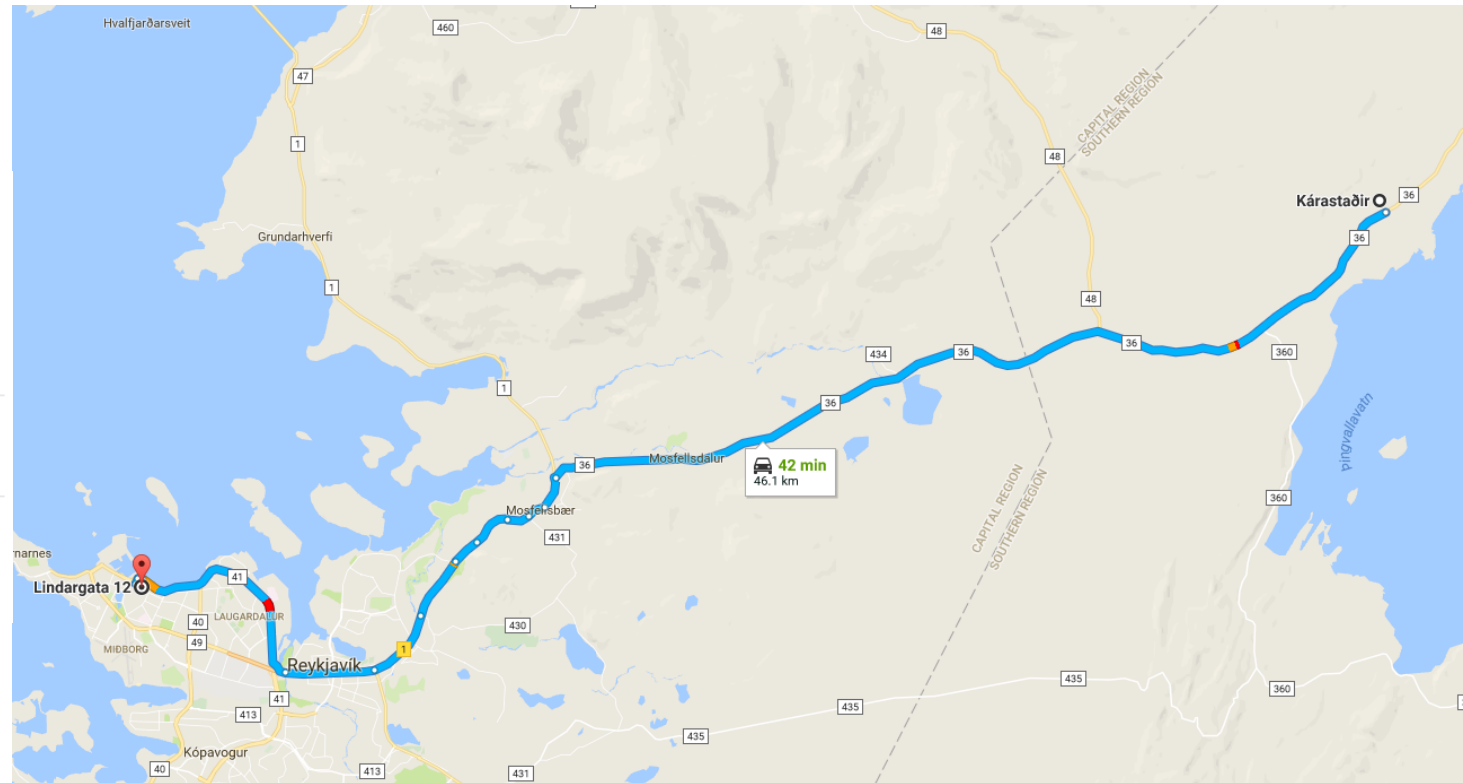 Hvalfjarðarsveit
460
48
47
1
CAPITAL REGION
SOUTHERN REGION
48
Kárastaðir
36
36
Grundarhverfi
1
48
36
360
434
36
1
36
Þingvallavatn
Mosfellsdalur
36
42 min
46.1 km
CAPITAL REGION
SOUTHERN REGION
360
Mosfellsbær
431
marnes
Lindargata 12
41
40
LAUGARDALUR
430
49
MIÐBORG
1
Reykjavík
435
360
41
435
413
435
Kópavogur
40
413
431